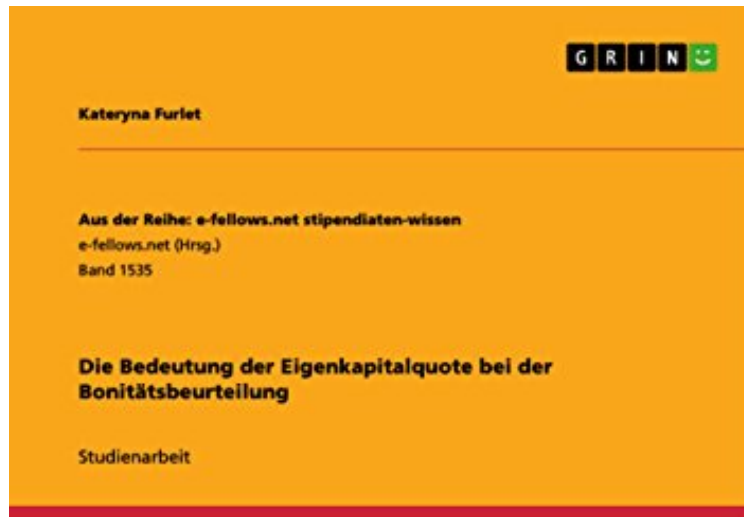 GRIN
Kateryna Furlet
Aus der Reihe: e-fellows.net stipendiaten-wissen
e-fellows.net (Hrsg.)
Band 1535
Die Bedeutung der Eigenkapitalquote bei der
Bonitätsbeurteilung
Studienarbeit